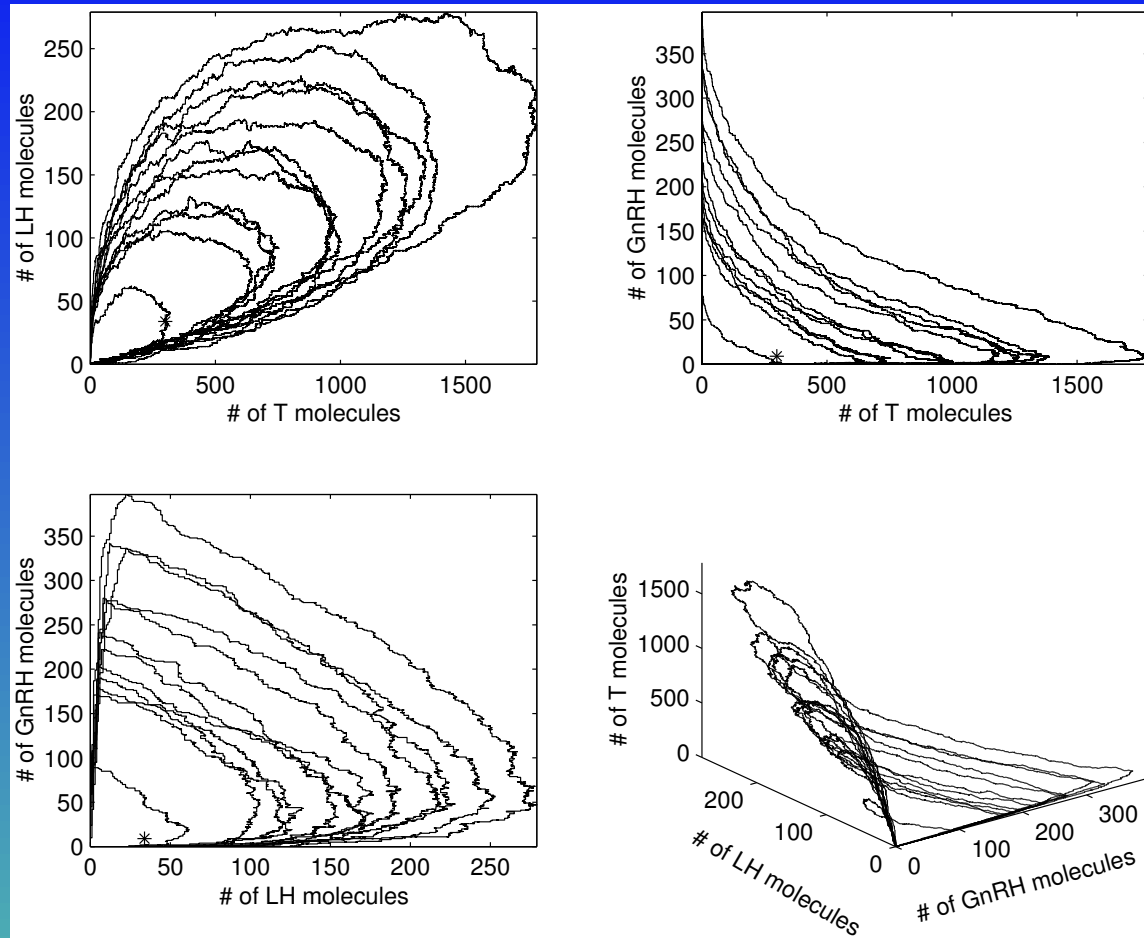 250
200
150
100
50
0
0 500 1000 1500
# of T molecules
# of LH molecules
350
300
250
200
150
100
50
0
0 500 1000 1500
# of T molecules
# of GnRH molecules
350
300
250
200
150
100
50
0
0 50 100 150 200 250
# of LH molecules
# of GnRH molecules
1500
1000
500
0
# of T molecules
200
100
0
# of LH molecules
0 100 200 300
# of GnRH molecules